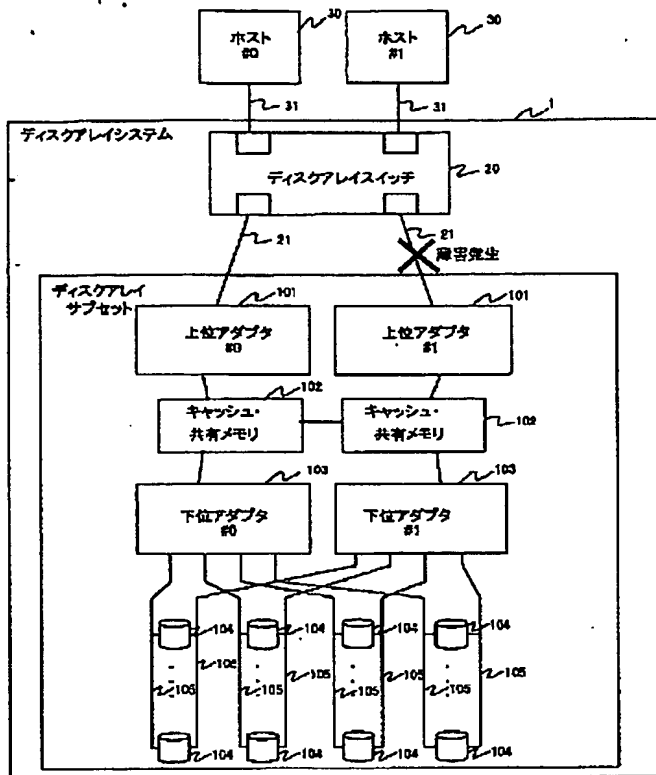 30
30
ホスト
#0
ホスト
#1
31
31
1
ディスクアレイシステム
ディスクアレイスイッチ
20
21
21
障害発生
ディスクアレイ
サブセット
101
101
上位アダプタ
#0
上位アダプタ
#1
102
キャッシュ・
共有メモリ
キャッシュ・
共有メモリ
102
103
103
下位アダプタ
#0
下位アダプタ
#1
104
104
104
104
105
105
105
105
105
105
105
105
104
104
104
104